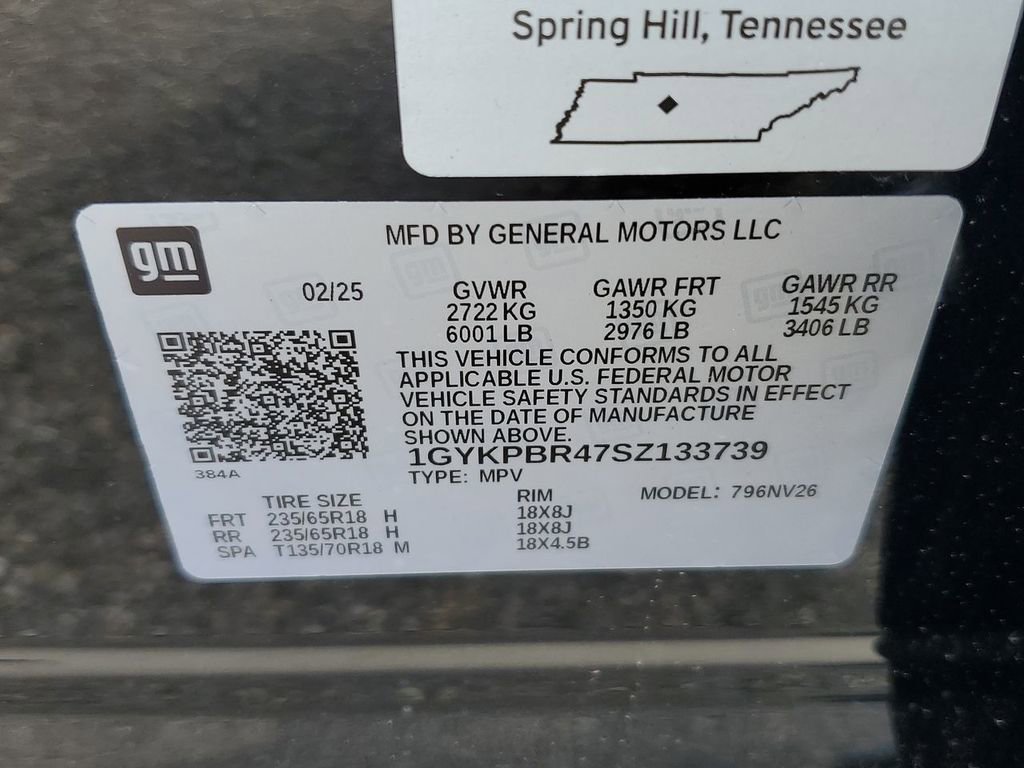 Spring Hill, Tennessee
gm
MFD BY GENERAL MOTORS LLC
02/25 GVWR GAWR FRT GAWR RR
2722 KG 1350 KG 1545 KG
6001 LB 2976 LB 3406 LB
THIS VEHICLE CONFORMS TO ALL
APPLICABLE U.S. FEDERAL MOTOR
VEHICLE SAFETY STANDARDS IN EFFECT
ON THE DATE OF MANUFACTURE
SHOWN ABOVE.
1GYKPBR47SZ133739
384A
TYPE: MPV
TIRE SIZE RIM MODEL: 796NV26
FRT 235/65R18 H 18X8J
RR 235/65R18 H 18X8J
SPA T135/70R18 M 18X4.5B